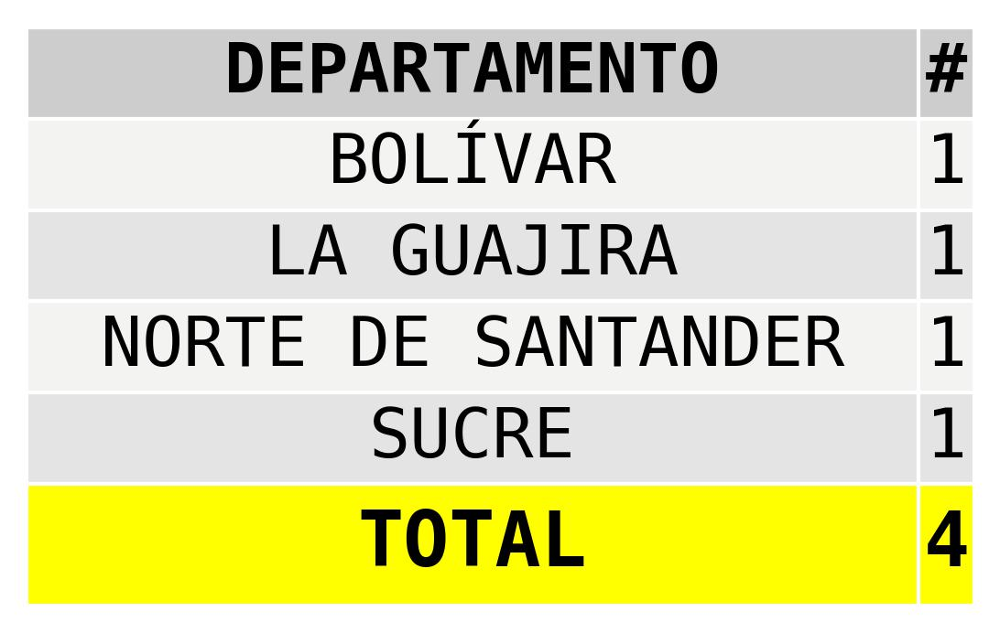 DEPARTAMENTO #
BOLÍVAR 1
LA GUAJIRA 1
NORTE DE SANTANDER 1
SUCRE 1
TOTAL 4